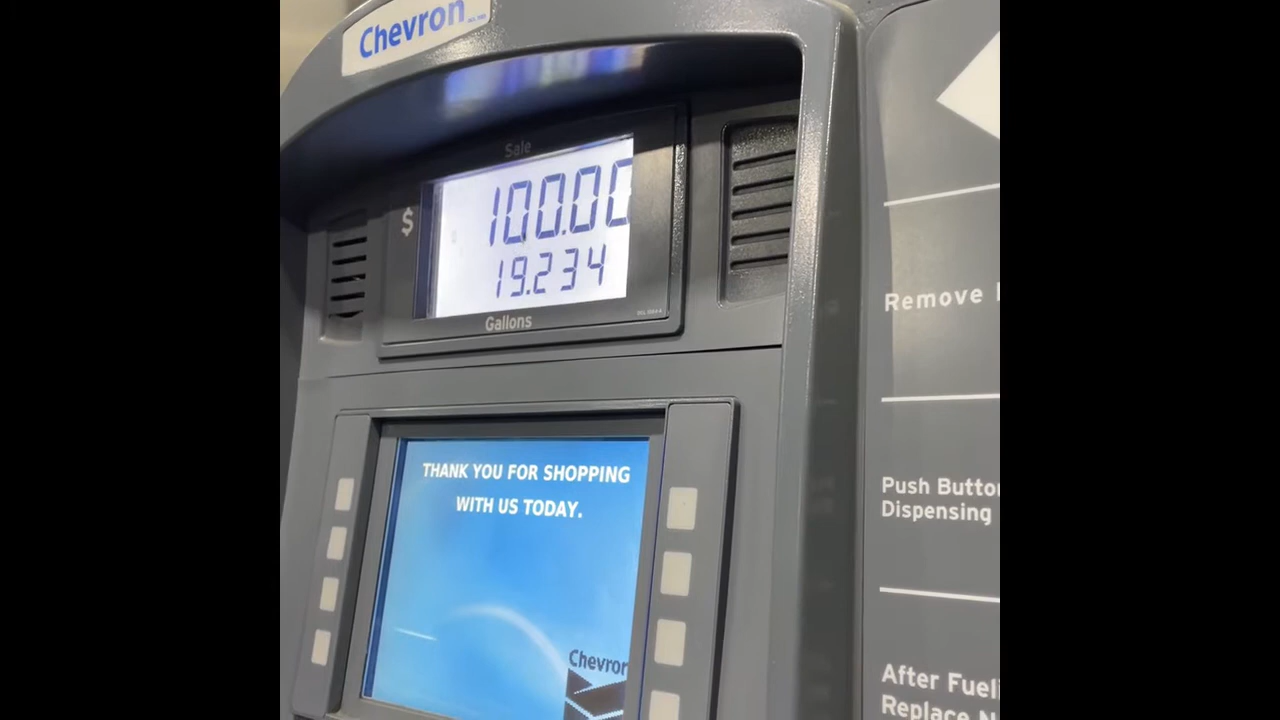 Chevron
Sale
$ 100.00
19.234
Gallons
THANK YOU FOR SHOPPING
WITH US TODAY.
Chevron
Remove
Push Button
Dispensing
After Fuel
Replace